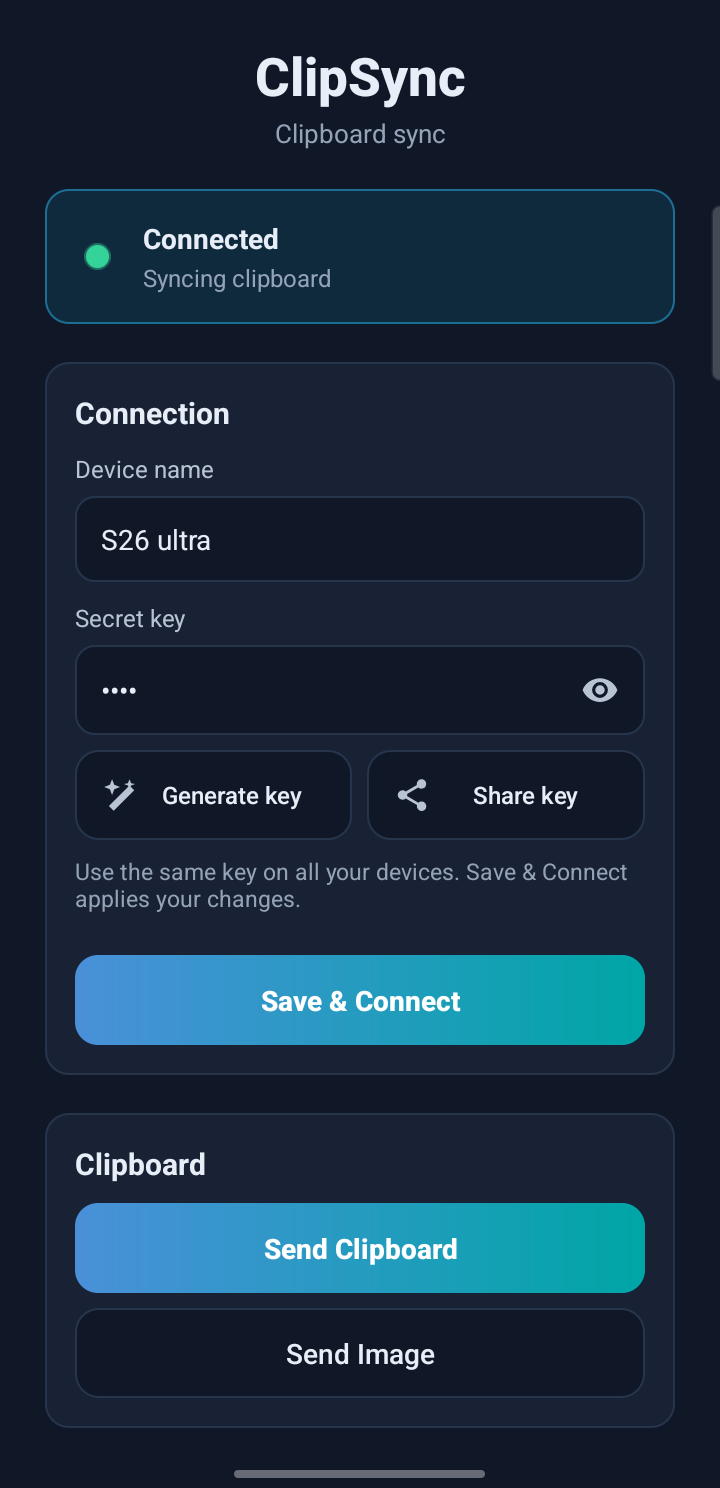 ClipSync
Clipboard sync
Connected
Syncing clipboard
Connection
Device name
S26 ultra
Secret key
••••
Generate key
Share key
Use the same key on all your devices. Save & Connect
applies your changes.
Save & Connect
Clipboard
Send Clipboard
Send Image